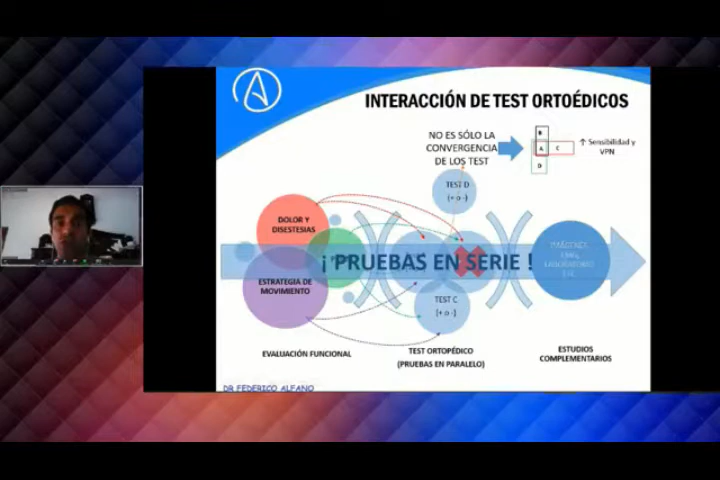 INTERACCIÓN DE TEST ORTOÉDICOS
NO ES SÓLO LA
CONVERGENCIA
DE LOS TEST
B
A C
D
↑ Sensibilidad y
VPN
TEST D
(+ o -)
DOLOR Y
DISESTESIAS
¡PRUEBAS EN SERIE!
ESTRATEGIA DE
MOVIMIENTO
TEST C
(+ o -)
EVALUACIÓN FUNCIONAL
TEST ORTOPÉDICO
(PRUEBAS EN PARALELO)
ESTUDIOS
COMPLEMENTARIOS
DR FEDERICO ALFANO